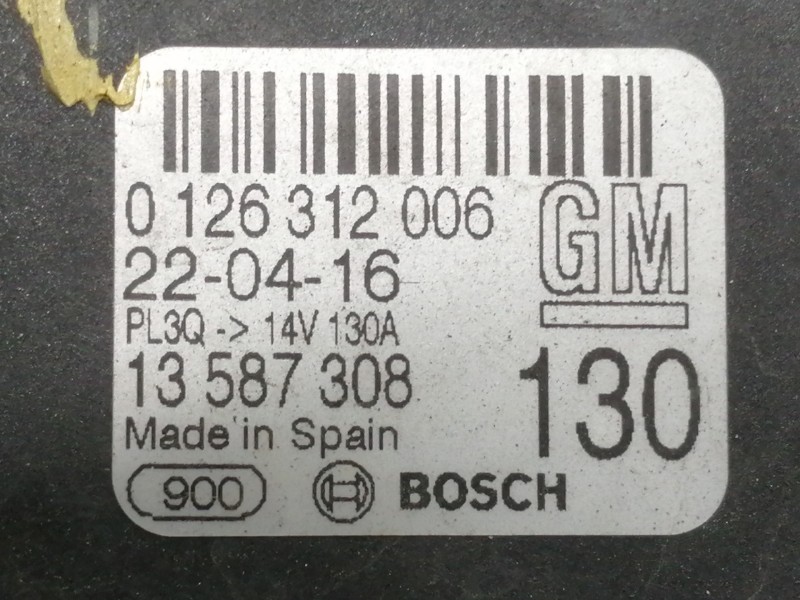 0 126 312 006
GM
22-04-16
PL3Q -> 14V 130A
13 587 308
130
Made in Spain
900
BOSCH